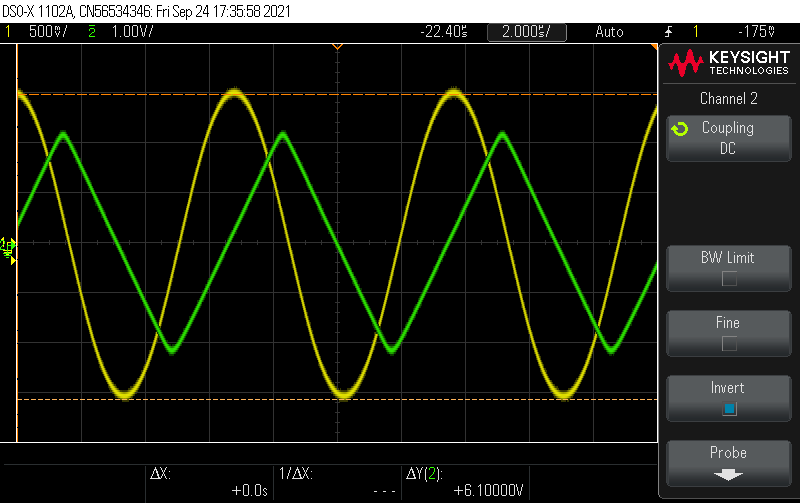 DSO-X 1102A, CN56534346: Fri Sep 24 17:35:58 2021
1 500mV/ 2 1.00V/ -22.40us 2.000us/ Auto 1 -175mV
KEYSIGHT
TECHNOLOGIES
Channel 2
Coupling
DC
BW Limit
Fine
Invert
Probe
ΔX:
+0.0s
1/ΔX:
---
ΔY(2):
+6.10000V